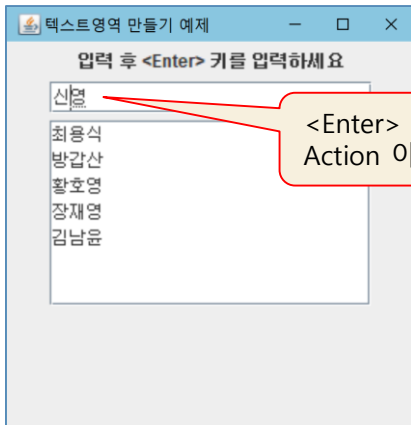 텍스트영역 만들기 예제
입력 후 <Enter> 키를 입력하세요
신명
<Enter>
Action
최용식
방갑산
황호영
장재영
김남윤